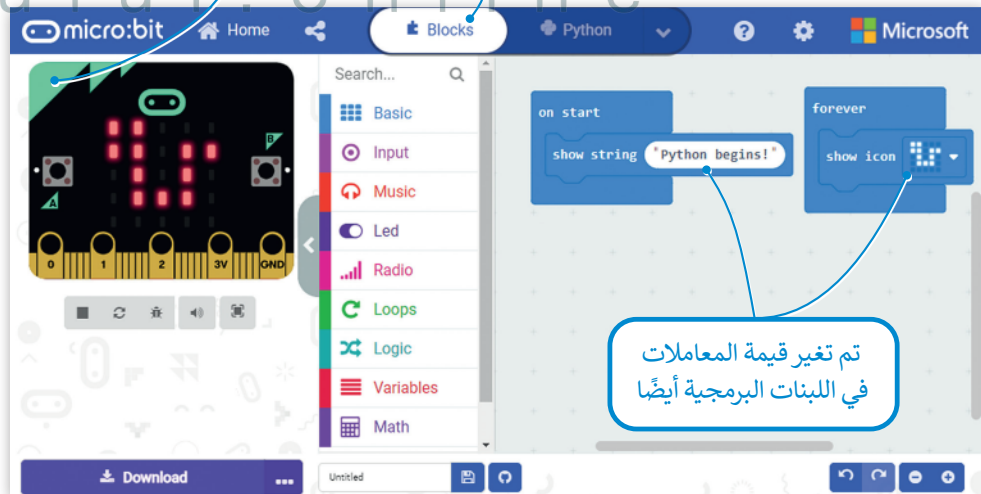 micro:bit
Home
Blocks
Python
Microsoft
Search...
Basic
Input
Music
Led
Radio
Loops
Logic
Variables
Math
A
B
0 1 2 3V GND
on start
show string "Python begins!"
forever
show icon
تم تغير قيمة المعاملات
في اللبنات البرمجية أيضًا
Download
Untitled